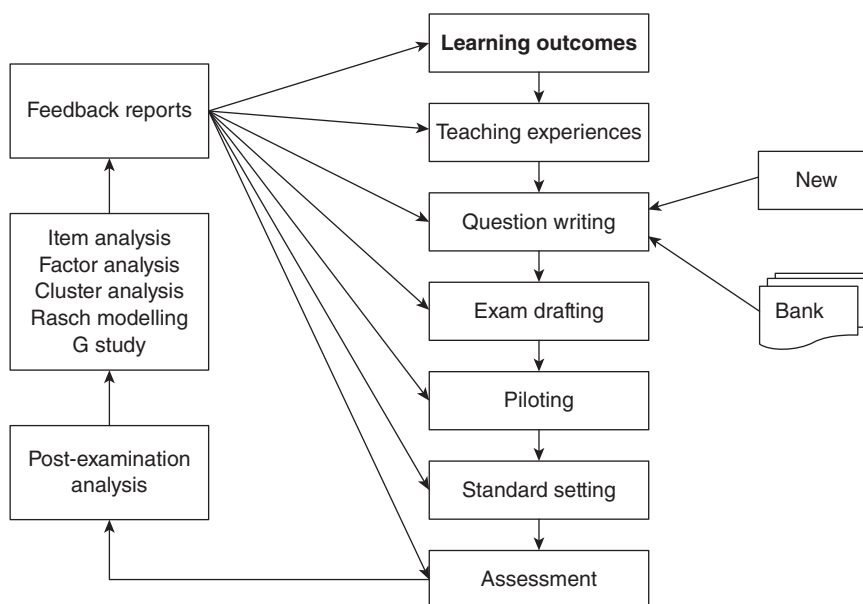 Learning outcomes
Feedback reports
Teaching experiences
New
Question writing
Item analysis
Factor analysis
Cluster analysis
Rasch modelling
G study
Exam drafting
Bank
Piloting
Post-examination
analysis
Standard setting
Assessment